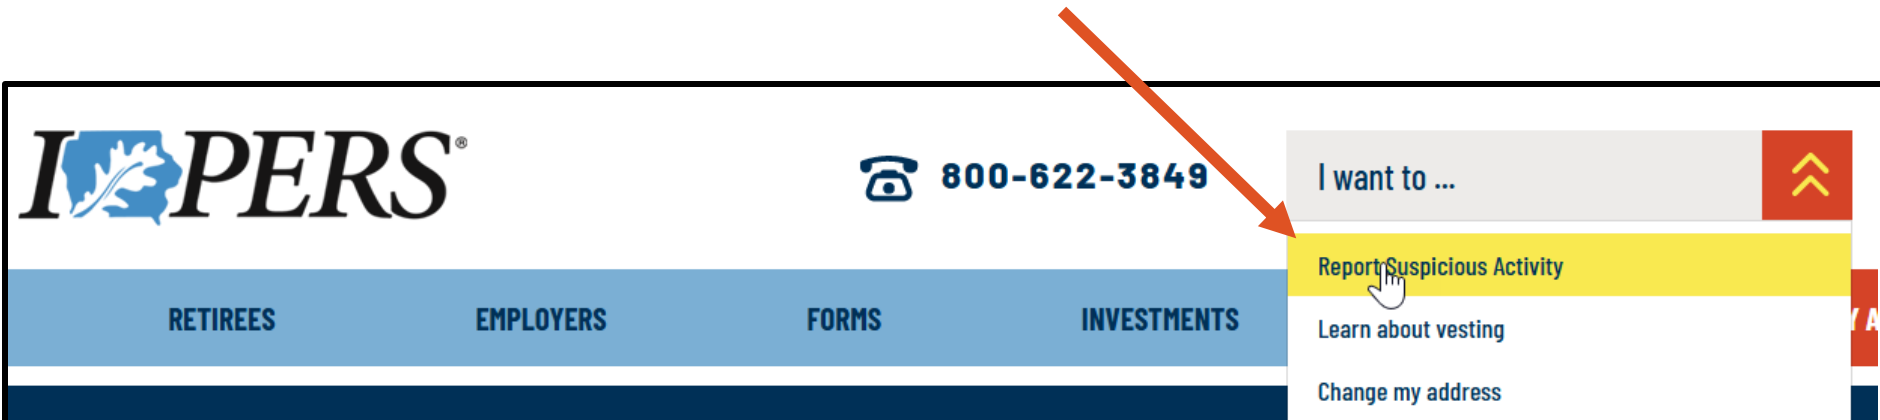 IPERS®
800-622-3849
I want to ...
Report Suspicious Activity
RETIREES EMPLOYERS FORMS INVESTMENTS
Learn about vesting
Change my address